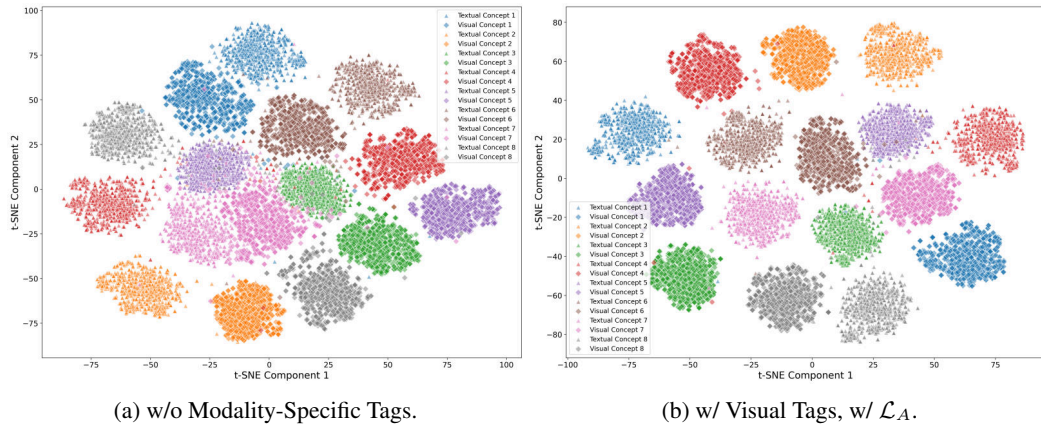 100
75
50
25
0
−25
−50
−75
t-SNE Component 2
−75 −50 −25 0 25 50 75 100
t-SNE Component 1
Textual Concept 1
Visual Concept 1
Textual Concept 2
Visual Concept 2
Textual Concept 3
Visual Concept 3
Textual Concept 4
Visual Concept 4
Textual Concept 5
Visual Concept 5
Textual Concept 6
Visual Concept 6
Textual Concept 7
Visual Concept 7
Textual Concept 8
Visual Concept 8
(a) w/o Modality-Specific Tags.
80
60
40
20
0
−20
−40
−60
−80
t-SNE Component 2
−100 −75 −50 −25 0 25 50 75
t-SNE Component 1
Textual Concept 1
Visual Concept 1
Textual Concept 2
Visual Concept 2
Textual Concept 3
Visual Concept 3
Textual Concept 4
Visual Concept 4
Textual Concept 5
Visual Concept 5
Textual Concept 6
Visual Concept 6
Textual Concept 7
Visual Concept 7
Textual Concept 8
Visual Concept 8
(b) w/ Visual Tags, w/ 𝓛_A.